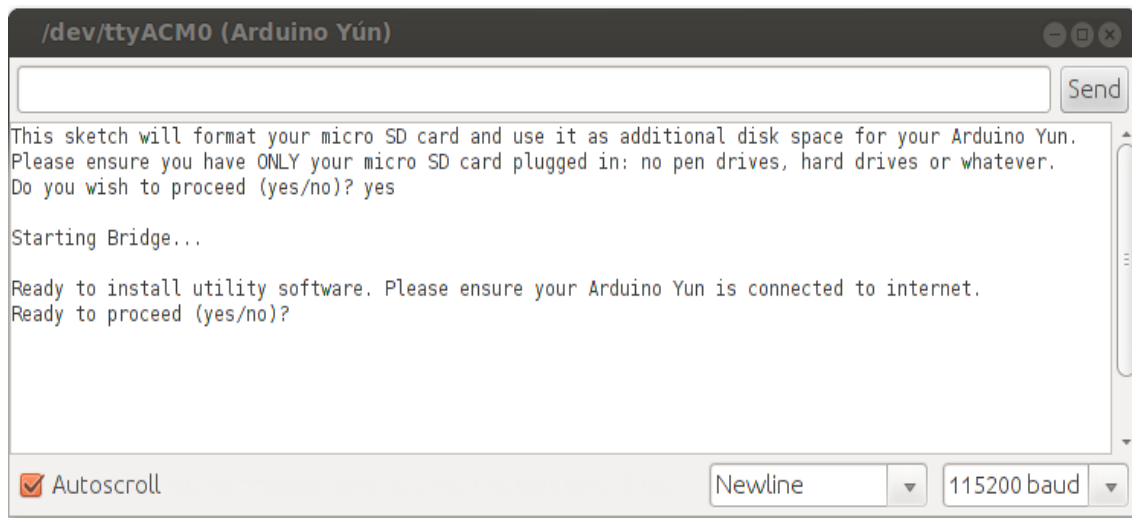 /dev/ttyACM0 (Arduino Yún)
Send
This sketch will format your micro SD card and use it as additional disk space for your Arduino Yun.
Please ensure you have ONLY your micro SD card plugged in: no pen drives, hard drives or whatever.
Do you wish to proceed (yes/no)? yes
Starting Bridge...
Ready to install utility software. Please ensure your Arduino Yun is connected to internet.
Ready to proceed (yes/no)?
Autoscroll
Newline
115200 baud